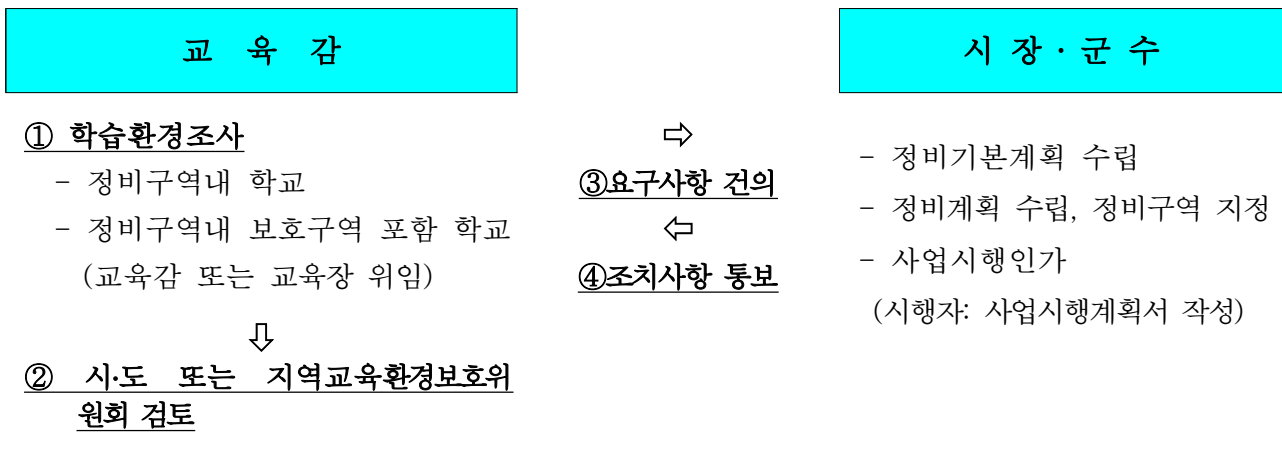 교 육 감
① 학습환경조사
- 정비구역내 학교
- 정비구역내 보호구역 포함 학교
(교육감 또는 교육장 위임)
⇩
② 시·도 또는 지역교육환경보호위
원회 검토
⇨
③요구사항 건의
⇦
④조치사항 통보
시 장 · 군 수
- 정비기본계획 수립
- 정비계획 수립, 정비구역 지정
- 사업시행인가
(시행자: 사업시행계획서 작성)